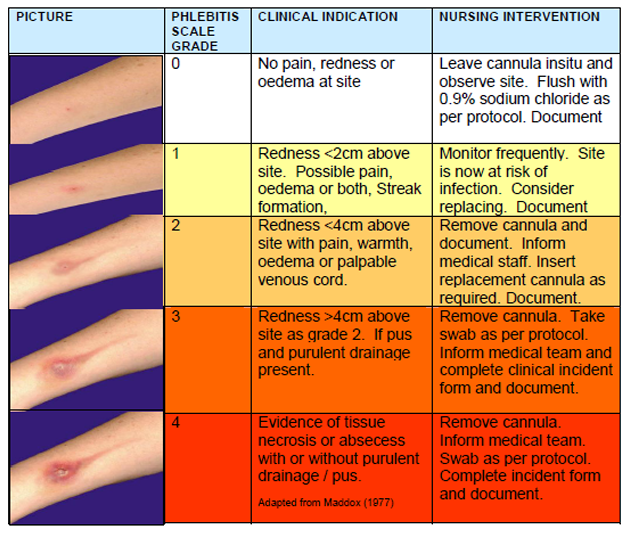 PICTURE
PHLEBITIS
SCALE
GRADE
CLINICAL INDICATION
NURSING INTERVENTION
0
No pain, redness or
oedema at site
Leave cannula insitu and
observe site. Flush with
0.9% sodium chloride as
per protocol. Document
1
Redness <2cm above
site. Possible pain,
oedema or both, Streak
formation,
Monitor frequently. Site
is now at risk of
infection. Consider
replacing. Document
2
Redness <4cm above
site with pain, warmth,
oedema or palpable
venous cord.
Remove cannula and
document. Inform
medical staff. Insert
replacement cannula as
required. Document.
3
Redness >4cm above
site as grade 2. If pus
and purulent drainage
present.
Remove cannula. Take
swab as per protocol.
Inform medical team and
complete clinical incident
form and document.
4
Evidence of tissue
necrosis or absecess
with or without purulent
drainage / pus.
Adapted from Maddox (1977)
Remove cannula.
Inform medical team.
Swab as per protocol.
Complete incident form
and document.